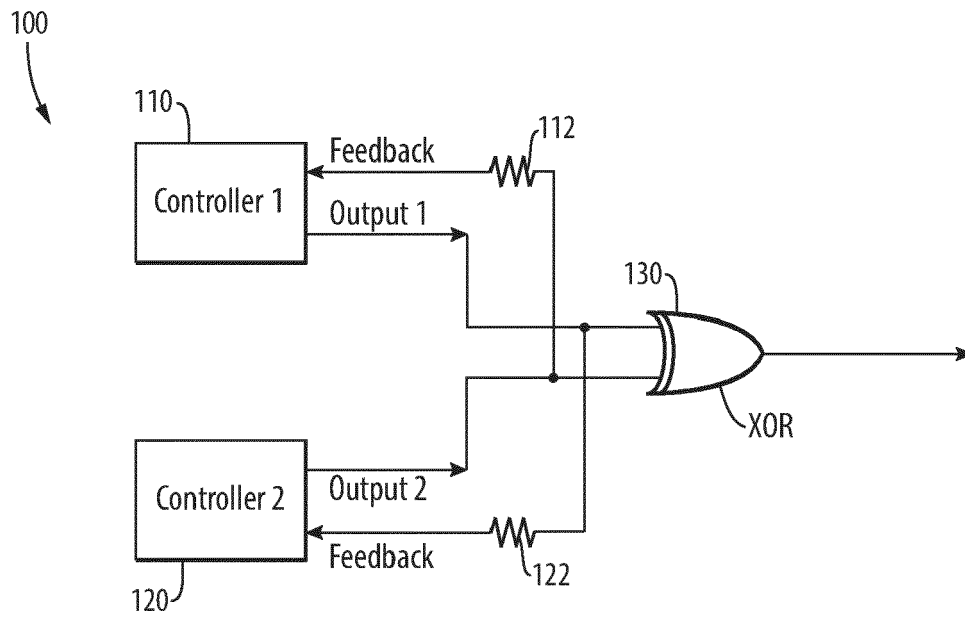 100
110
112
Feedback
Controller 1
Output 1
130
XOR
Controller 2
Output 2
Feedback
122
120